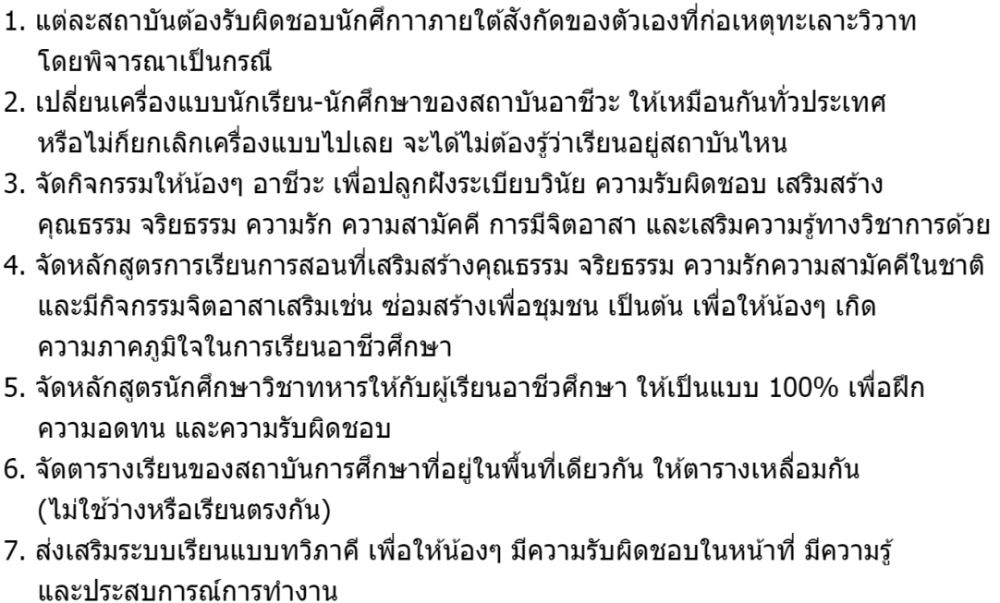 1. แต่ละสถาบันต้องรับผิดชอบนักศึกาาภายใต้สังกัดของตัวเองที่ก่อเหตุทะเลาะวิวาท
โดยพิจารณาเป็นกรณี
2. เปลี่ยนเครื่องแบบนักเรียน-นักศึกษาของสถาบันอาชีวะ ให้เหมือนกันทั่วประเทศ
หรือไม่ก็ยกเลิกเครื่องแบบไปเลย จะได้ไม่ต้องรู้ว่าเรียนอยู่สถาบันไหน
3. จัดกิจกรรมให้น้องๆ อาชีวะ เพื่อปลูกฝังระเบียบวินัย ความรับผิดชอบ เสริมสร้าง
คุณธรรม จริยธรรม ความรัก ความสามัคคี การมีจิตอาสา และเสริมความรู้ทางวิชาการด้วย
4. จัดหลักสูตรการเรียนการสอนที่เสริมสร้างคุณธรรม จริยธรรม ความรักความสามัคคีในชาติ
และมีกิจกรรมจิตอาสาเสริมเช่น ซ่อมสร้างเพื่อชุมชน เป็นต้น เพื่อให้น้องๆ เกิด
ความภาคภูมิใจในการเรียนอาชีวศึกษา
5. จัดหลักสูตรนักศึกษาวิชาทหารให้กับผู้เรียนอาชีวศึกษา ให้เป็นแบบ 100% เพื่อฝึก
ความอดทน และความรับผิดชอบ
6. จัดตารางเรียนของสถาบันการศึกษาที่อยู่ในพื้นที่เดียวกัน ให้ตารางเหลื่อมกัน
(ไม่ใช้ว่างหรือเรียนตรงกัน)
7. ส่งเสริมระบบเรียนแบบทวิภาคี เพื่อให้น้องๆ มีความรับผิดชอบในหน้าที่ มีความรู้
และประสบการณ์การทำงาน